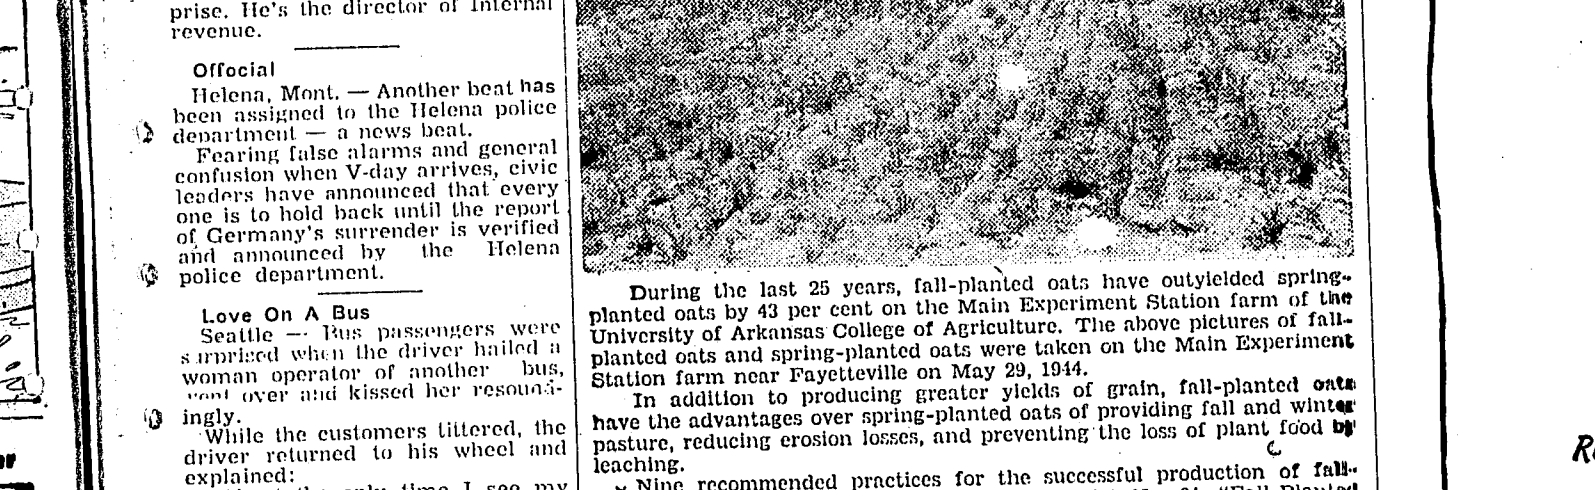 prise. He's the director of Internal
revenue.
Offocial
Helena, Mont. — Another beat has
been assigned to the Helena police
department — a news beat.
Fearing false alarms and general
confusion when V-day arrives, civic
leaders have announced that every
one is to hold back until the report
of Germany's surrender is verified
and announced by the Helena
police department.
Love On A Bus
Seattle — Bus passengers were
surprised when the driver hailed a
woman operator of another bus,
went over and kissed her resound-
ingly.
While the customers tittered, the
driver returned to his wheel and
explained:
the only time I see my
During the last 25 years, fall-planted oats have outyielded spring-
planted oats by 43 per cent on the Main Experiment Station farm of the
University of Arkansas College of Agriculture. The above pictures of fall-
planted oats and spring-planted oats were taken on the Main Experiment
Station farm near Fayetteville on May 29, 1944.
In addition to producing greater yields of grain, fall-planted oats
have the advantages over spring-planted oats of providing fall and winter
pasture, reducing erosion losses, and preventing the loss of plant food by
leaching.
Nine recommended practices for the successful production of fall-